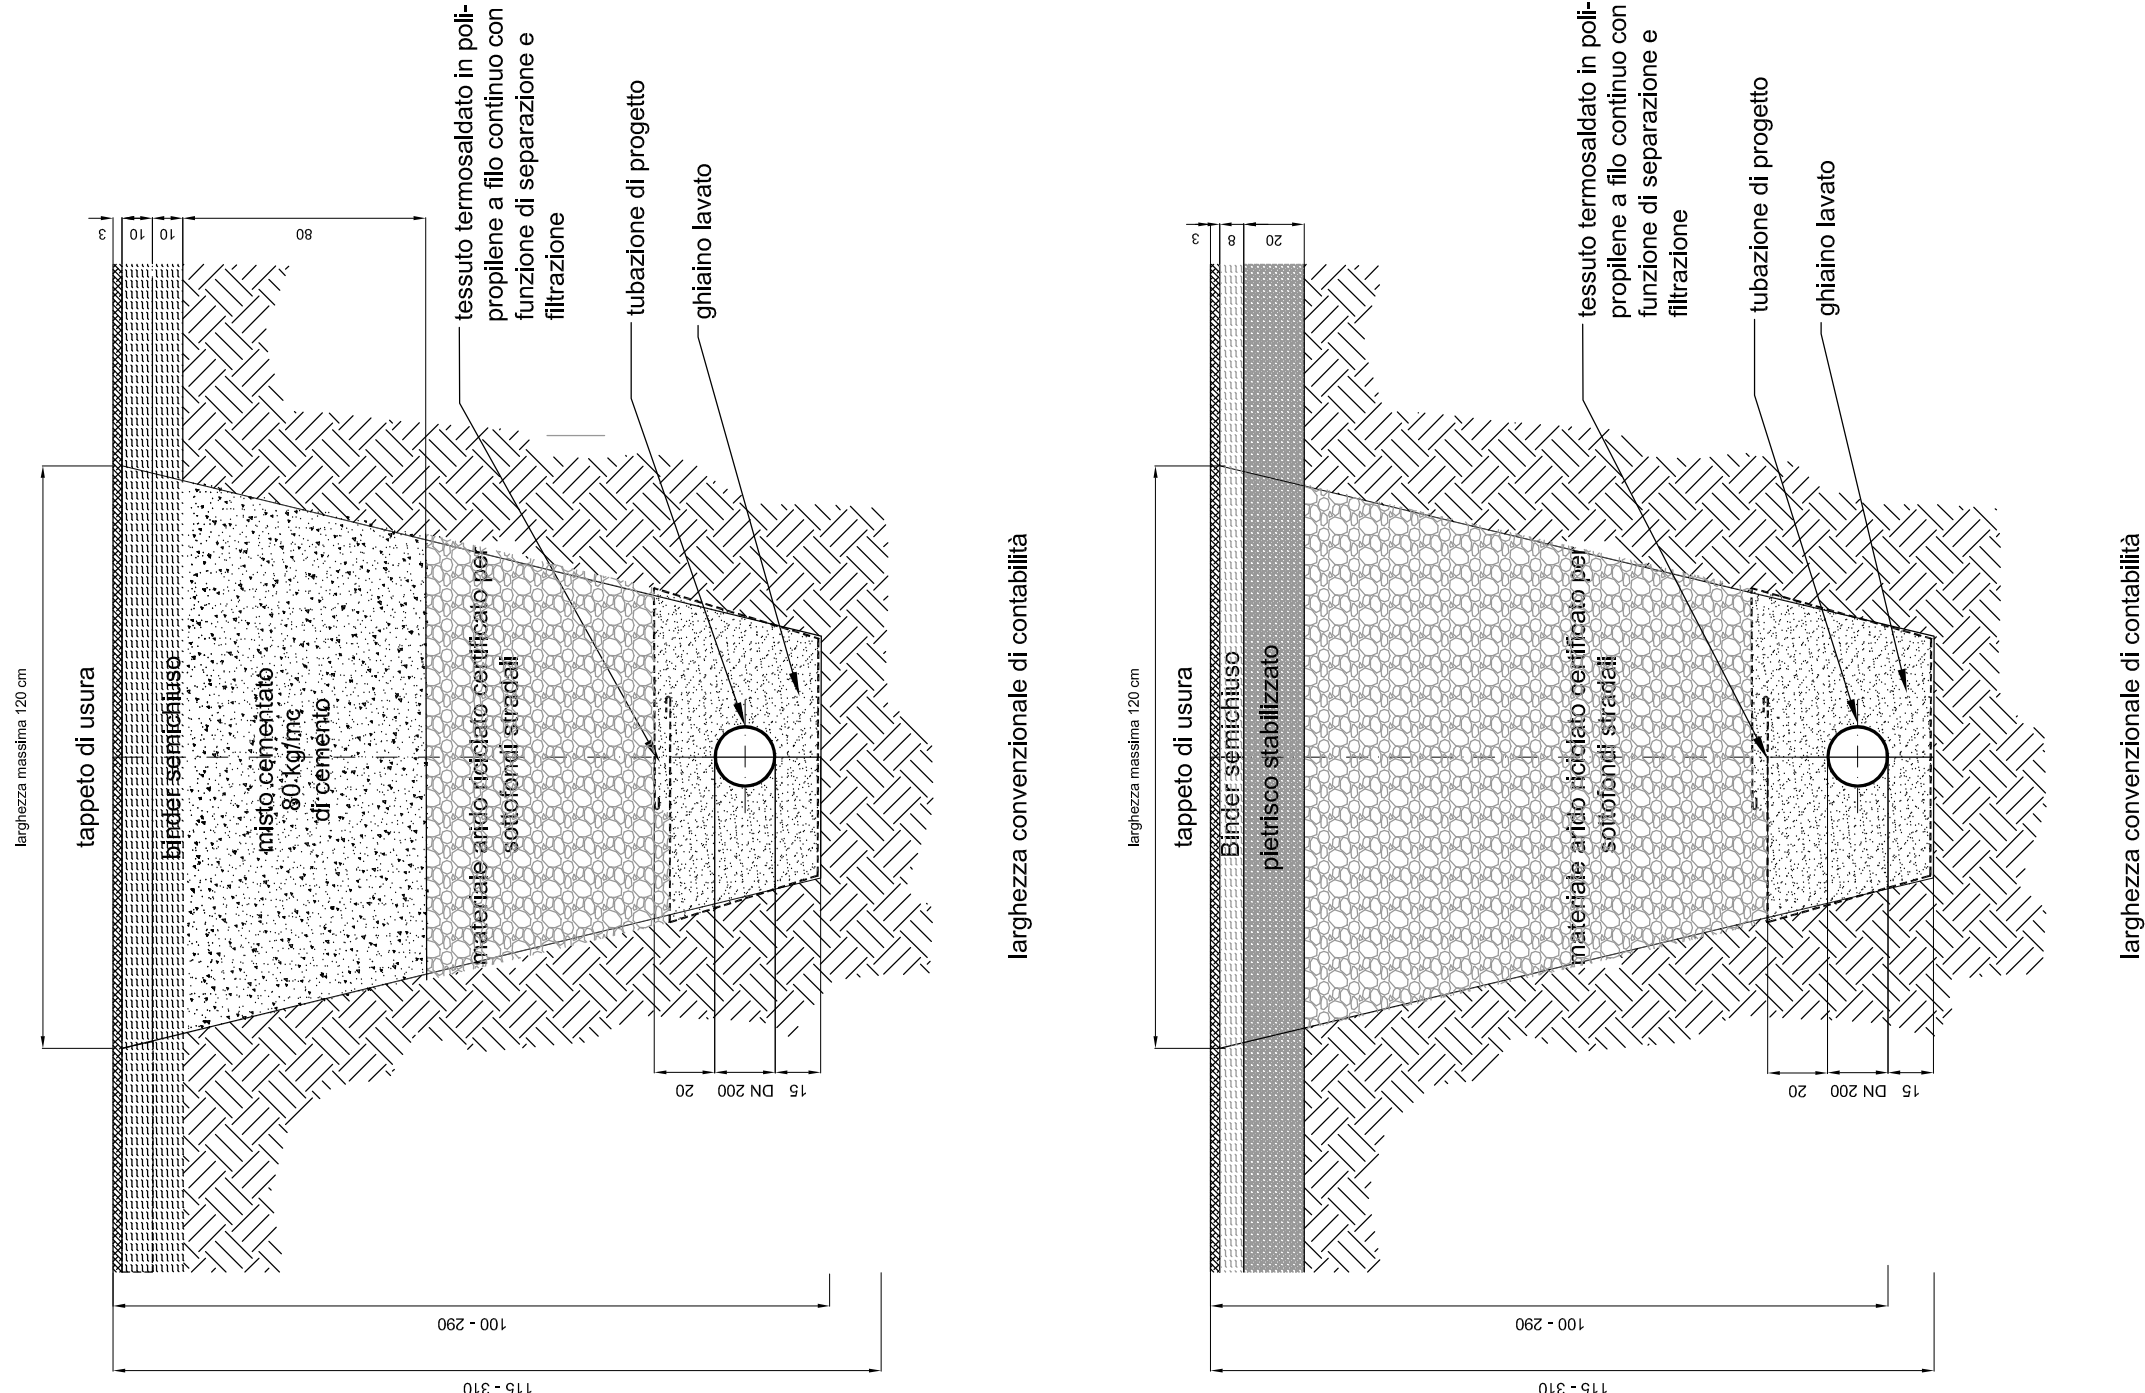 larghezza massima 120 cm
tappeto di usura
binder semichiuso
misto cementato
80 kg/mc
di cemento
materiale arido riciclato certificato per
sottofondi stradali
3
10
10
80
tessuto termosaldato in poli-
propilene a filo continuo con
funzione di separazione e
filtrazione
tubazione di progetto
ghiaino lavato
20
DN 200
15
100 - 290
115 - 310
larghezza convenzionale di contabilità
larghezza massima 120 cm
tappeto di usura
Binder semichiuso
pietrisco stabilizzato
materiale arido riciclato certificato per
sottofondi stradali
3
8
20
tessuto termosaldato in poli-
propilene a filo continuo con
funzione di separazione e
filtrazione
tubazione di progetto
ghiaino lavato
20
DN 200
15
100 - 290
115 - 310
larghezza convenzionale di contabilità